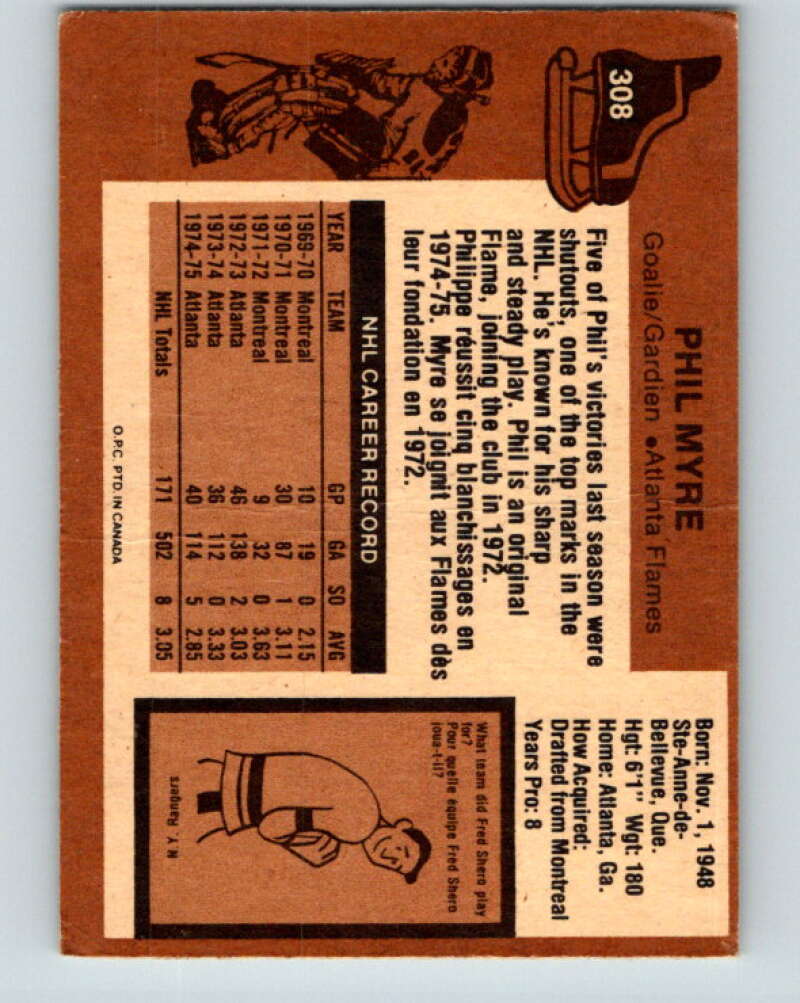 308
PHIL MYRE
Goalie/Gardien • Atlanta Flames
Five of Phil's victories last season were
shutouts, one of the top marks in the
NHL. He's known for his sharp
and steady play. Phil is an original
Flame, joining the club in 1972.
Philippe réussit cinq blanchissages en
1974-75. Myre se joignit aux Flames dès
leur fondation en 1972.
NHL CAREER RECORD
YEAR TEAM GP GA SO AVG
1969-70 Montreal 10 19 0 2.15
1970-71 Montreal 30 87 1 3.11
1971-72 Montreal 9 32 0 3.63
1972-73 Atlanta 46 138 2 3.03
1973-74 Atlanta 36 112 0 3.33
1974-75 Atlanta 40 114 5 2.85
NHL Totals 171 502 8 3.05
O.P.C. PTD. IN CANADA
Born: Nov. 1, 1948
Ste-Anne-de-
Bellevue, Que.
Hgt: 6'1" Wgt: 180
Home: Atlanta, Ga.
How Acquired:
Drafted from Montreal
Years Pro: 8
What team did Fred Shero play
for?
Pour quelle équipe Fred Shero
joua-t-il?
N.Y. Rangers